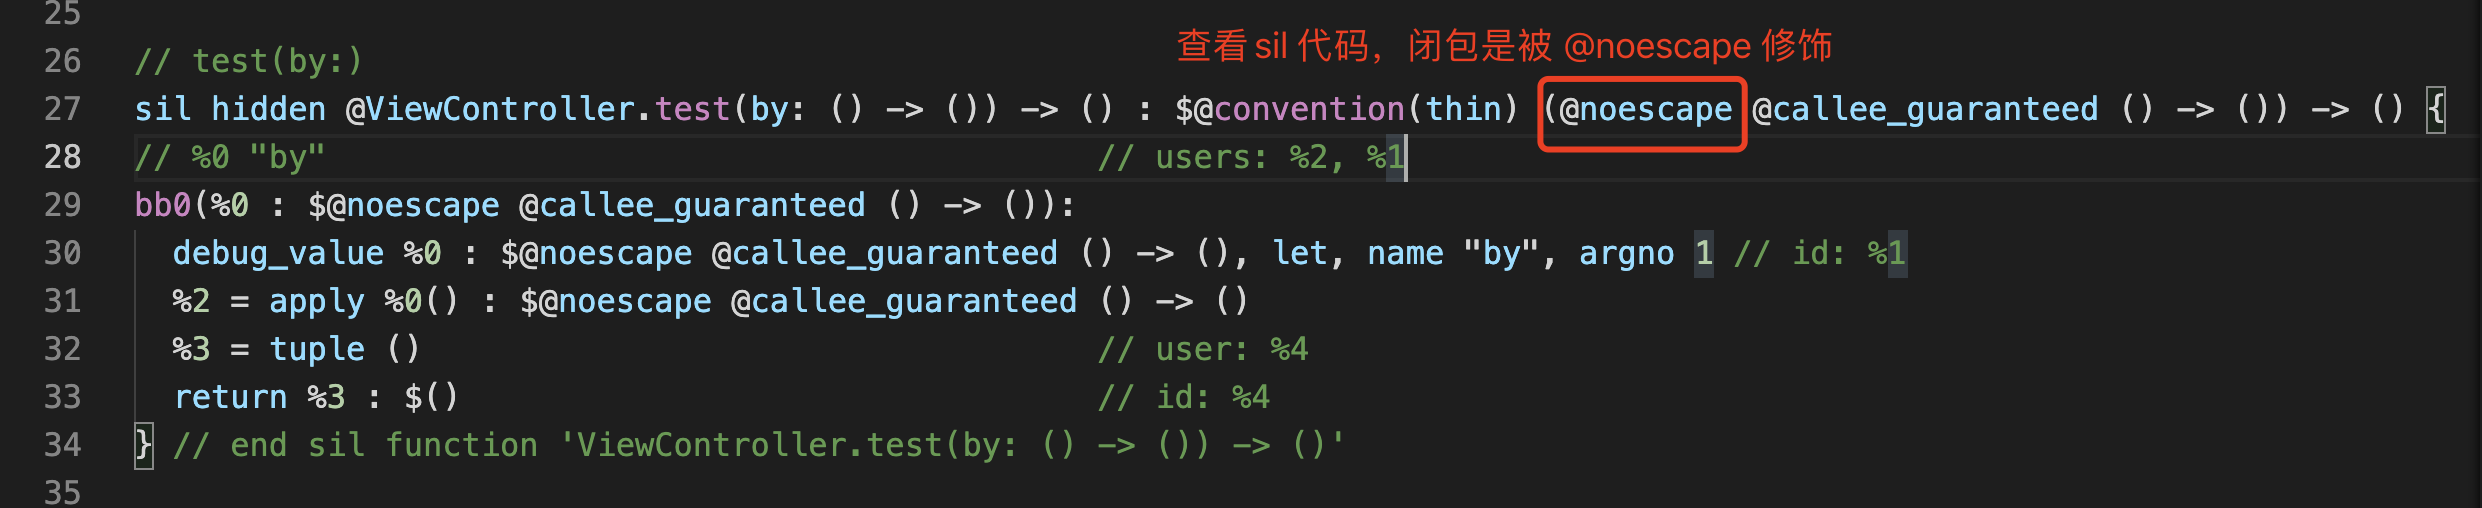 25
查看 sil 代码，闭包是被 @noescape 修饰
26 // test(by:)
27 sil hidden @ViewController.test(by: () -> ()) -> () : $@convention(thin) (@noescape @callee_guaranteed () -> ()) -> () {
28 // %0 "by" // users: %2, %1
29 bb0(%0 : $@noescape @callee_guaranteed () -> ()):
30 debug_value %0 : $@noescape @callee_guaranteed () -> (), let, name "by", argno 1 // id: %1
31 %2 = apply %0() : $@noescape @callee_guaranteed () -> ()
32 %3 = tuple () // user: %4
33 return %3 : $() // id: %4
34 } // end sil function 'ViewController.test(by: () -> ()) -> ()'
35